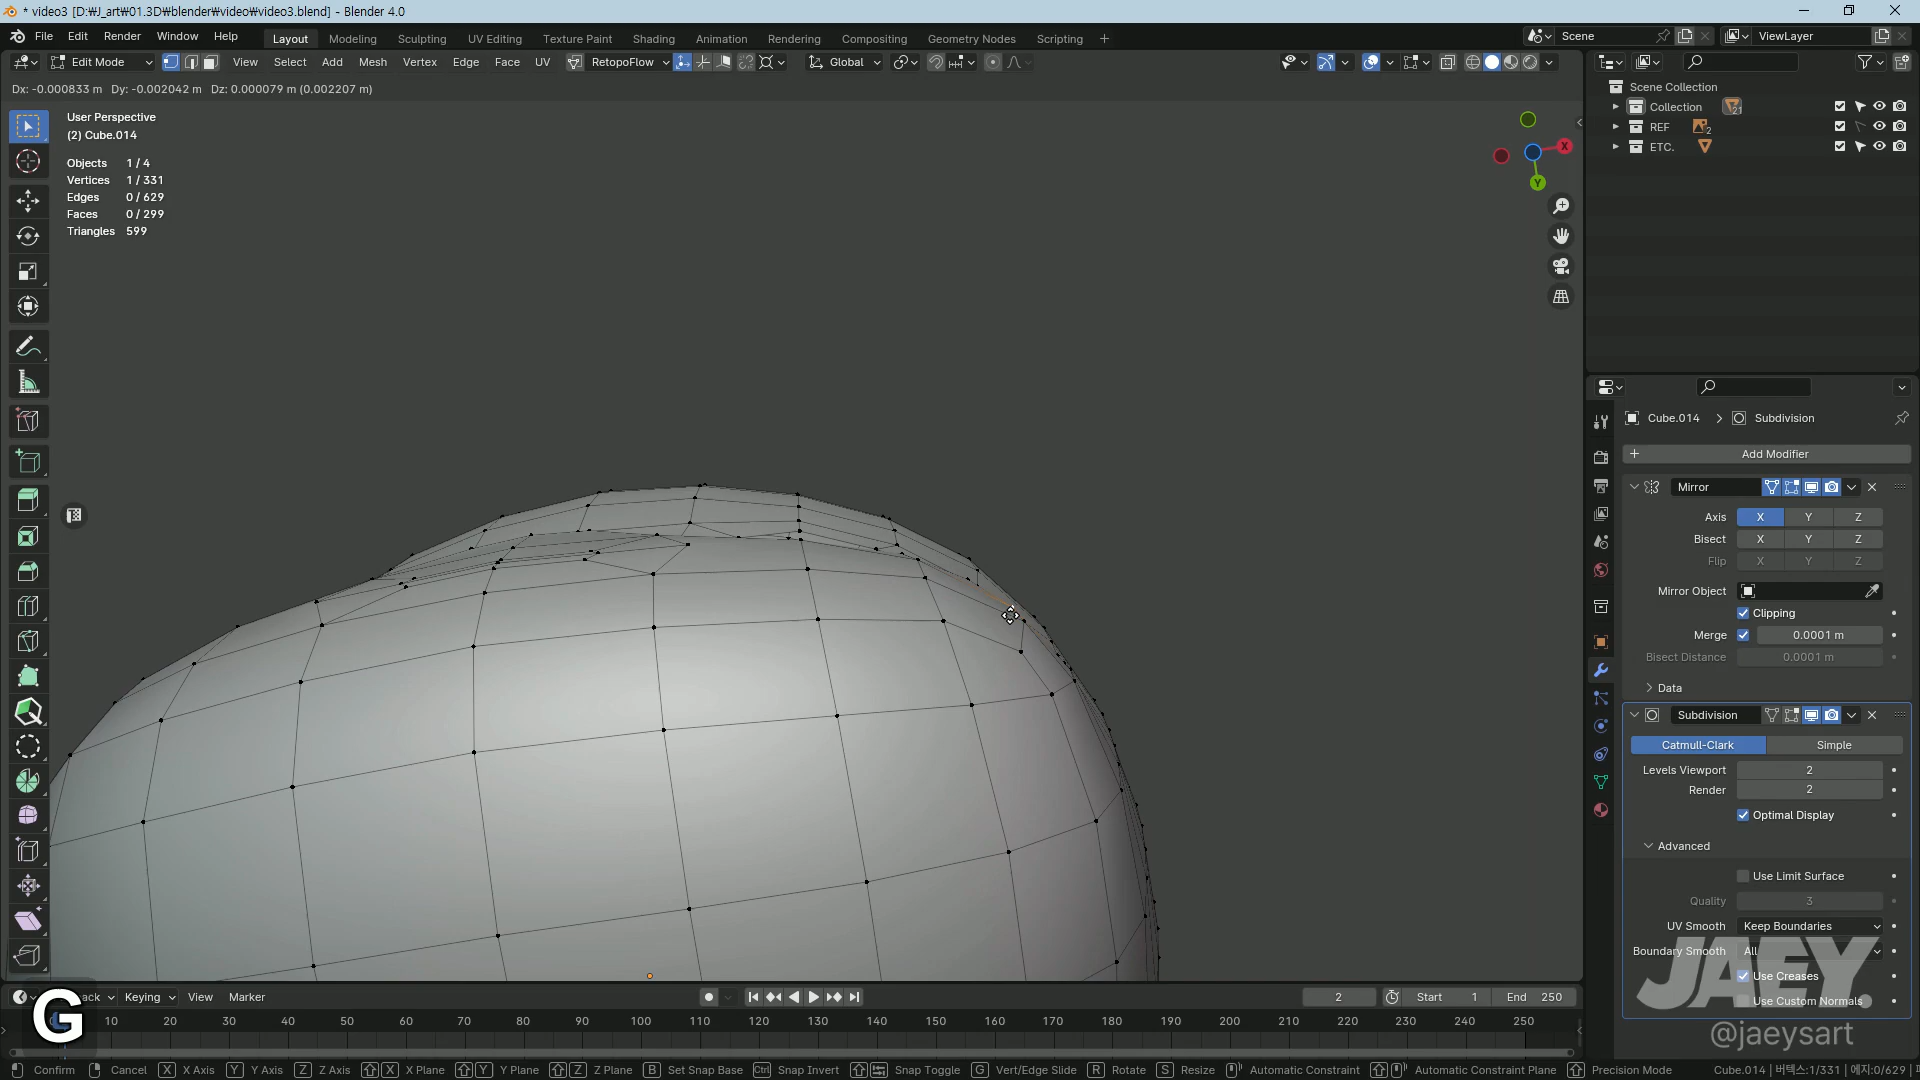 * video3 [D:₩J_art₩01.3D₩blender₩video₩video3.blend] - Blender 4.0
File Edit Render Window Help
Layout Modeling Sculpting UV Editing Texture Paint Shading Animation Rendering Compositing Geometry Nodes Scripting +
Scene
ViewLayer
Edit Mode View Select Add Mesh Vertex Edge Face UV RetopoFlow Global
Dx: -0.000833 m Dy: -0.002042 m Dz: 0.000079 m (0.002207 m)
User Perspective
(2) Cube.014
Objects 1 / 4
Vertices 1 / 331
Edges 0 / 629
Faces 0 / 299
Triangles 599
X
Y
Scene Collection
Collection 21
REF 2
ETC.
Cube.014 > Subdivision
+ Add Modifier
Mirror
Axis X Y Z
Bisect X Y Z
Flip X Y Z
Mirror Object
Clipping
Merge 0.0001 m
Bisect Distance 0.0001 m
Data
Subdivision
Catmull-Clark Simple
Levels Viewport 2
Render 2
Optimal Display
Advanced
Use Limit Surface
Quality 3
UV Smooth Keep Boundaries
Boundary Smooth All
Use Creases
Use Custom Normals
JAEY.
@jaeysart
G
Keying View Marker
2 Start 1 End 250
10 20 30 40 50 60 70 80 90 100 110 120 130 140 150 160 170 180 190 200 210 220 230 240 250
Confirm Cancel X X Axis Y Y Axis Z Z Axis X X Plane Y Y Plane Z Z Plane B Set Snap Base Ctrl Snap Invert Snap Toggle G Vert/Edge Slide R Rotate S Resize Automatic Constraint Automatic Constraint Plane Precision Mode Cube.014 | 버텍스:1/331 | 에지:0/629 |